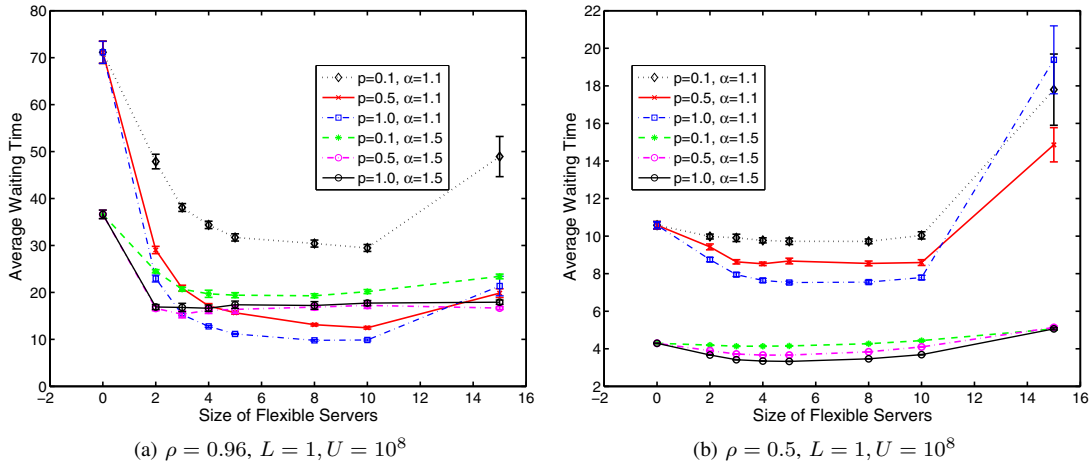 80
70
60
50
40
30
20
10
0
Average Waiting Time
p=0.1, α=1.1
p=0.5, α=1.1
p=1.0, α=1.1
p=0.1, α=1.5
p=0.5, α=1.5
p=1.0, α=1.5
−2 0 2 4 6 8 10 12 14 16
Size of Flexible Servers
(a) ρ = 0.96, L = 1, U = 10^8
22
20
18
16
14
12
10
8
6
4
2
Average Waiting Time
p=0.1, α=1.1
p=0.5, α=1.1
p=1.0, α=1.1
p=0.1, α=1.5
p=0.5, α=1.5
p=1.0, α=1.5
−2 0 2 4 6 8 10 12 14 16
Size of Flexible Servers
(b) ρ = 0.5, L = 1, U = 10^8